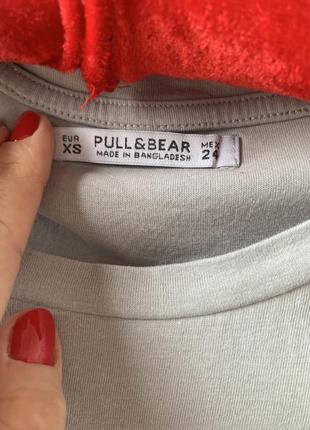 EUR PULL&BEAR MEX
XS MADE IN BANGLADESH 24